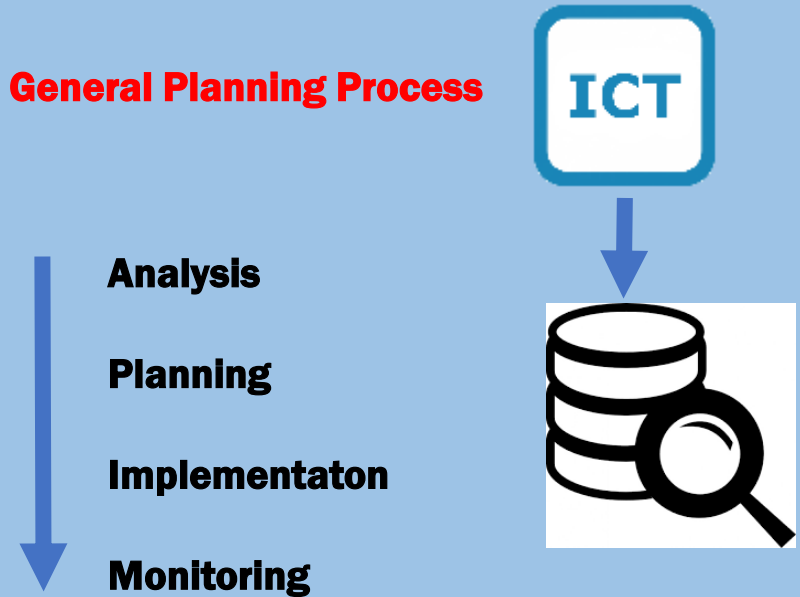 General Planning Process
ICT
Analysis
Planning
Implementaton
Monitoring